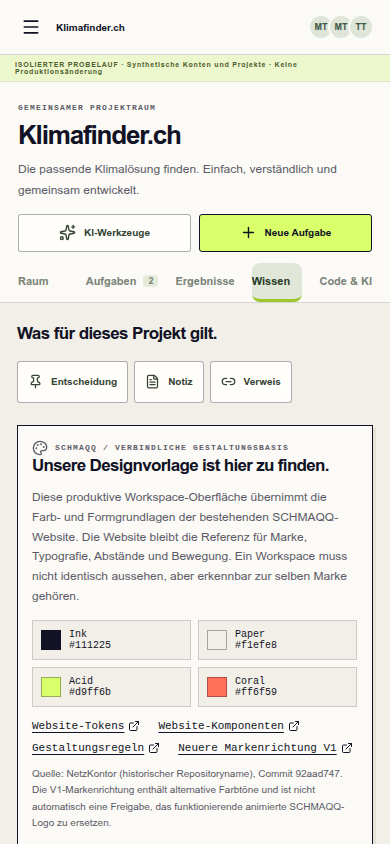 Klimafinder.ch
MT MT TT
ISOLIERTER PROBELAUF · Synthetische Konten und Projekte · Keine
Produktionsänderung
GEMEINSAMER PROJEKTRAUM
Klimafinder.ch
Die passende Klimalösung finden. Einfach, verständlich und
gemeinsam entwickelt.
KI-Werkzeuge
Neue Aufgabe
Raum
Aufgaben 2
Ergebnisse
Wissen
Code & KI
Was für dieses Projekt gilt.
Entscheidung
Notiz
Verweis
SCHMAQQ / VERBINDLICHE GESTALTUNGSBASIS
Unsere Designvorlage ist hier zu finden.
Diese produktive Workspace-Oberfläche übernimmt die
Farb- und Formgrundlagen der bestehenden SCHMAQQ-
Website. Die Website bleibt die Referenz für Marke,
Typografie, Abstände und Bewegung. Ein Workspace muss
nicht identisch aussehen, aber erkennbar zur selben Marke
gehören.
Ink
#111225
Paper
#f1efe8
Acid
#d9ff6b
Coral
#ff6f59
Website-Tokens
Website-Komponenten
Gestaltungsregeln
Neuere Markenrichtung V1
Quelle: NetzKontor (historischer Repositoryname), Commit 92aad747.
Die V1-Markenrichtung enthält alternative Farbtöne und ist nicht
automatisch eine Freigabe, das funktionierende animierte SCHMAQQ-
Logo zu ersetzen.